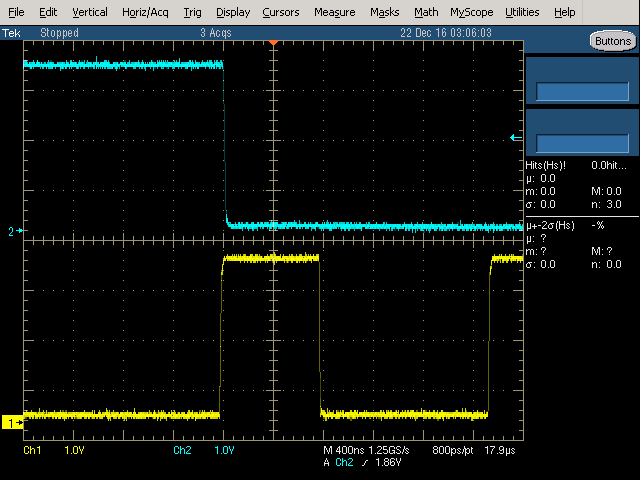 File Edit Vertical Horiz/Acq Trig Display Cursors Measure Masks Math MyScope Utilities Help
Tek Stopped 3 Acqs 22 Dec 16 03:06:03
Buttons
Hits(Hs)! 0.0hit...
µ: 0.0
m: 0.0 M: 0.0
σ: 0.0 n: 3.0
µ+-2σ(Hs) -%
µ: ?
m: ? M: ?
σ: 0.0 n: 0.0
2
1
Ch1 1.0V Ch2 1.0V M 400ns 1.25GS/s 800ps/pt 17.9µs
A Ch2 ∕ 1.86V